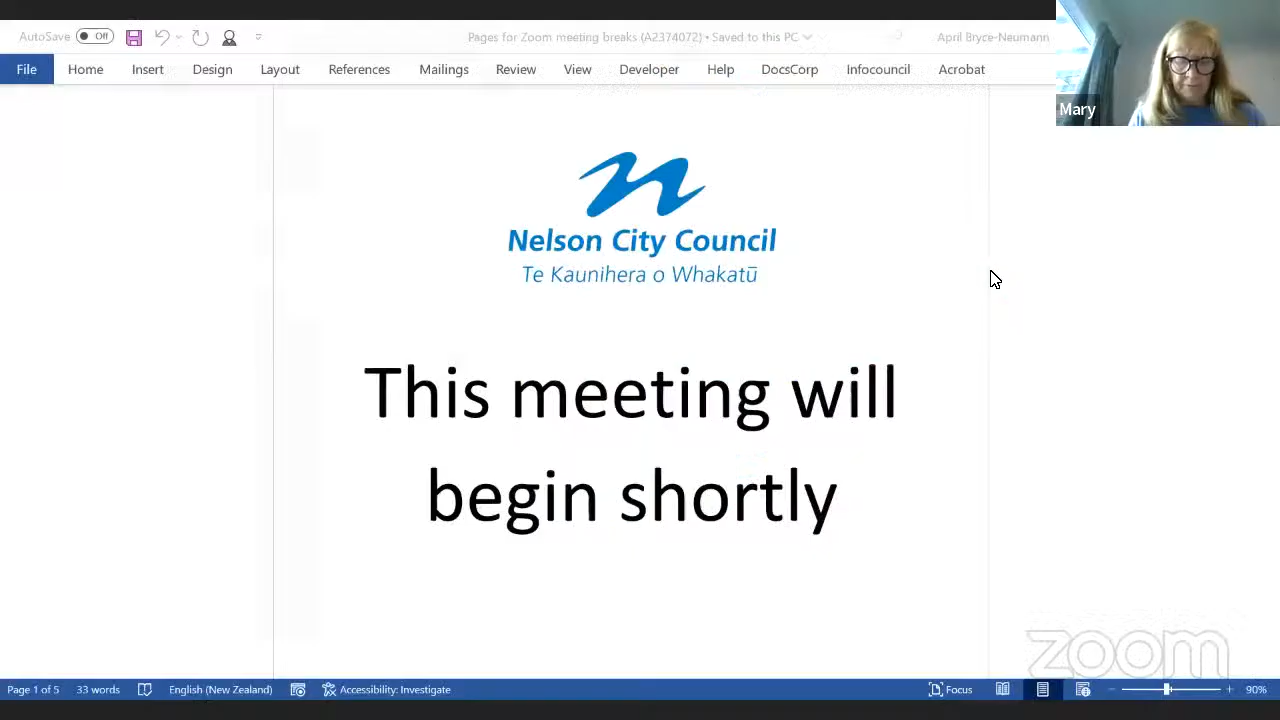 AutoSave Off Pages for Zoom meeting breaks (A2374072) • Saved to this PC April Bryce-Neumann
File Home Insert Design Layout References Mailings Review View Developer Help DocsCorp Infocouncil Acrobat
Mary
Nelson City Council
Te Kaunihera o Whakatū
This meeting will
begin shortly
zoom
Page 1 of 5 33 words English (New Zealand) Accessibility: Investigate Focus 90%